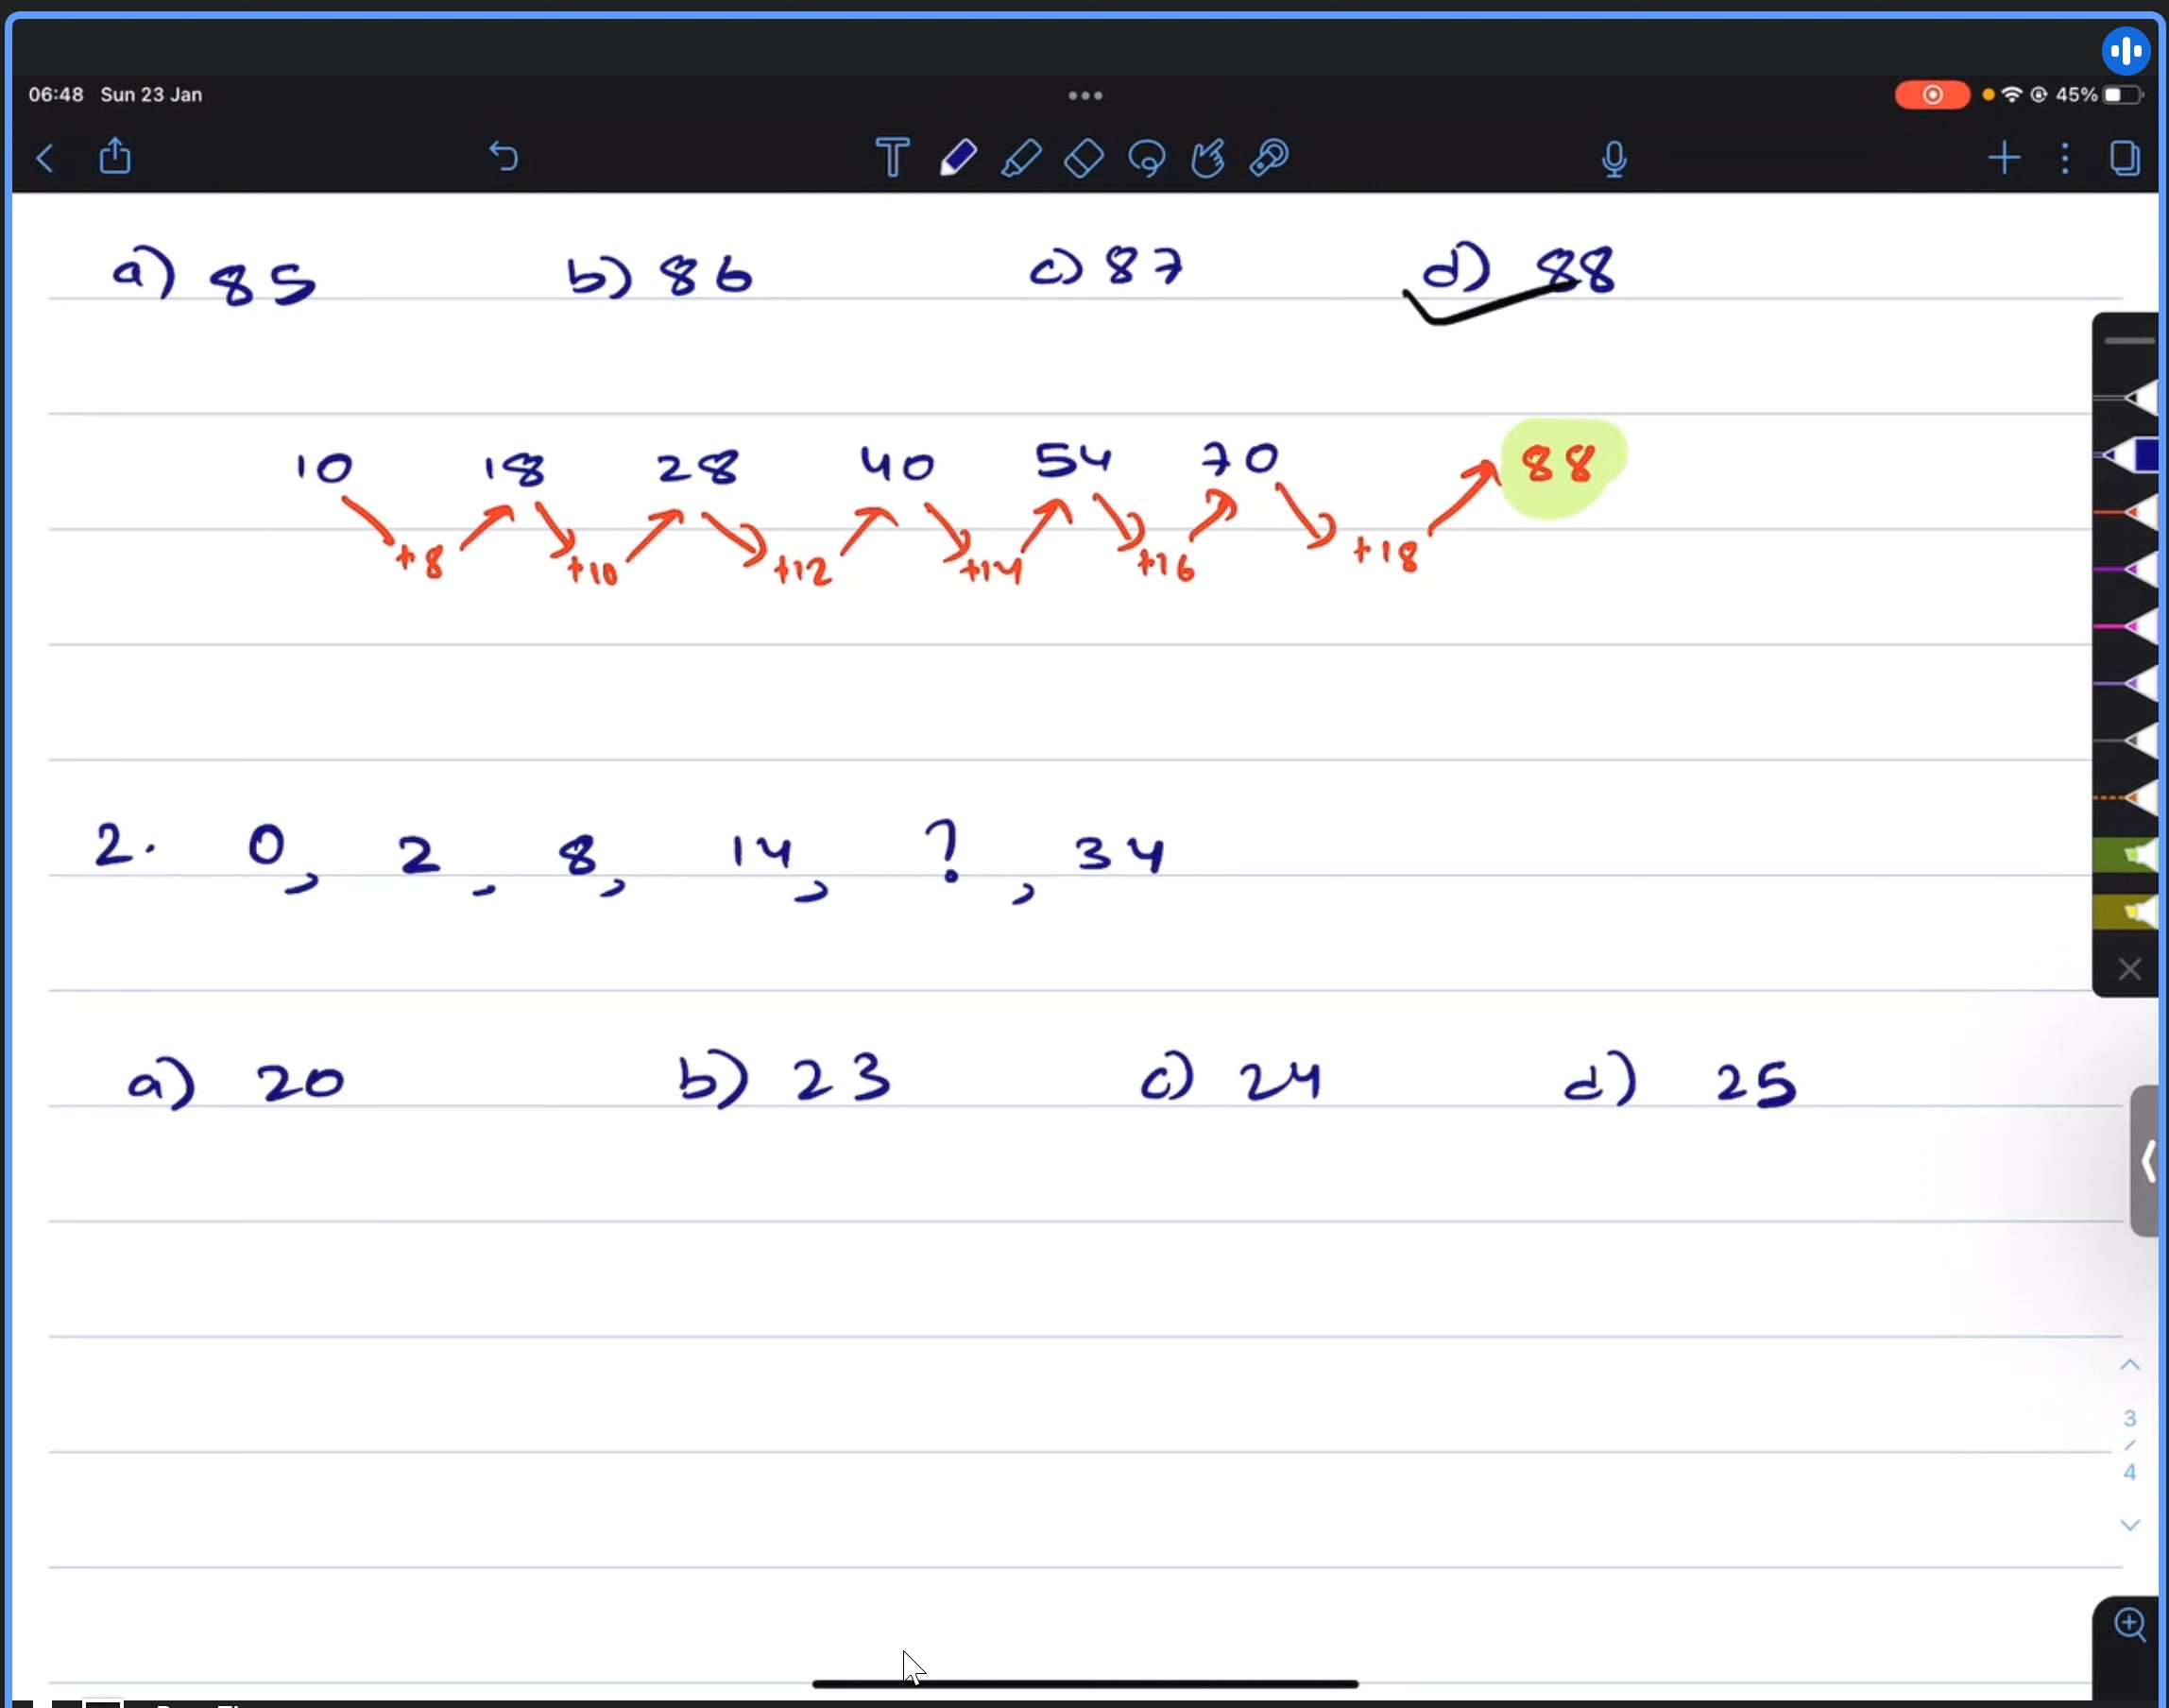 06:48 Sun 23 Jan
45%
a) 85 b) 86 c) 87 d) 88
10 18 28 40 54 70 88
+8 +10 +12 +14 +16 +18
2. 0, 2, 8, 14, ?, 34
a) 20 b) 23 c) 24 d) 25
3
/
4